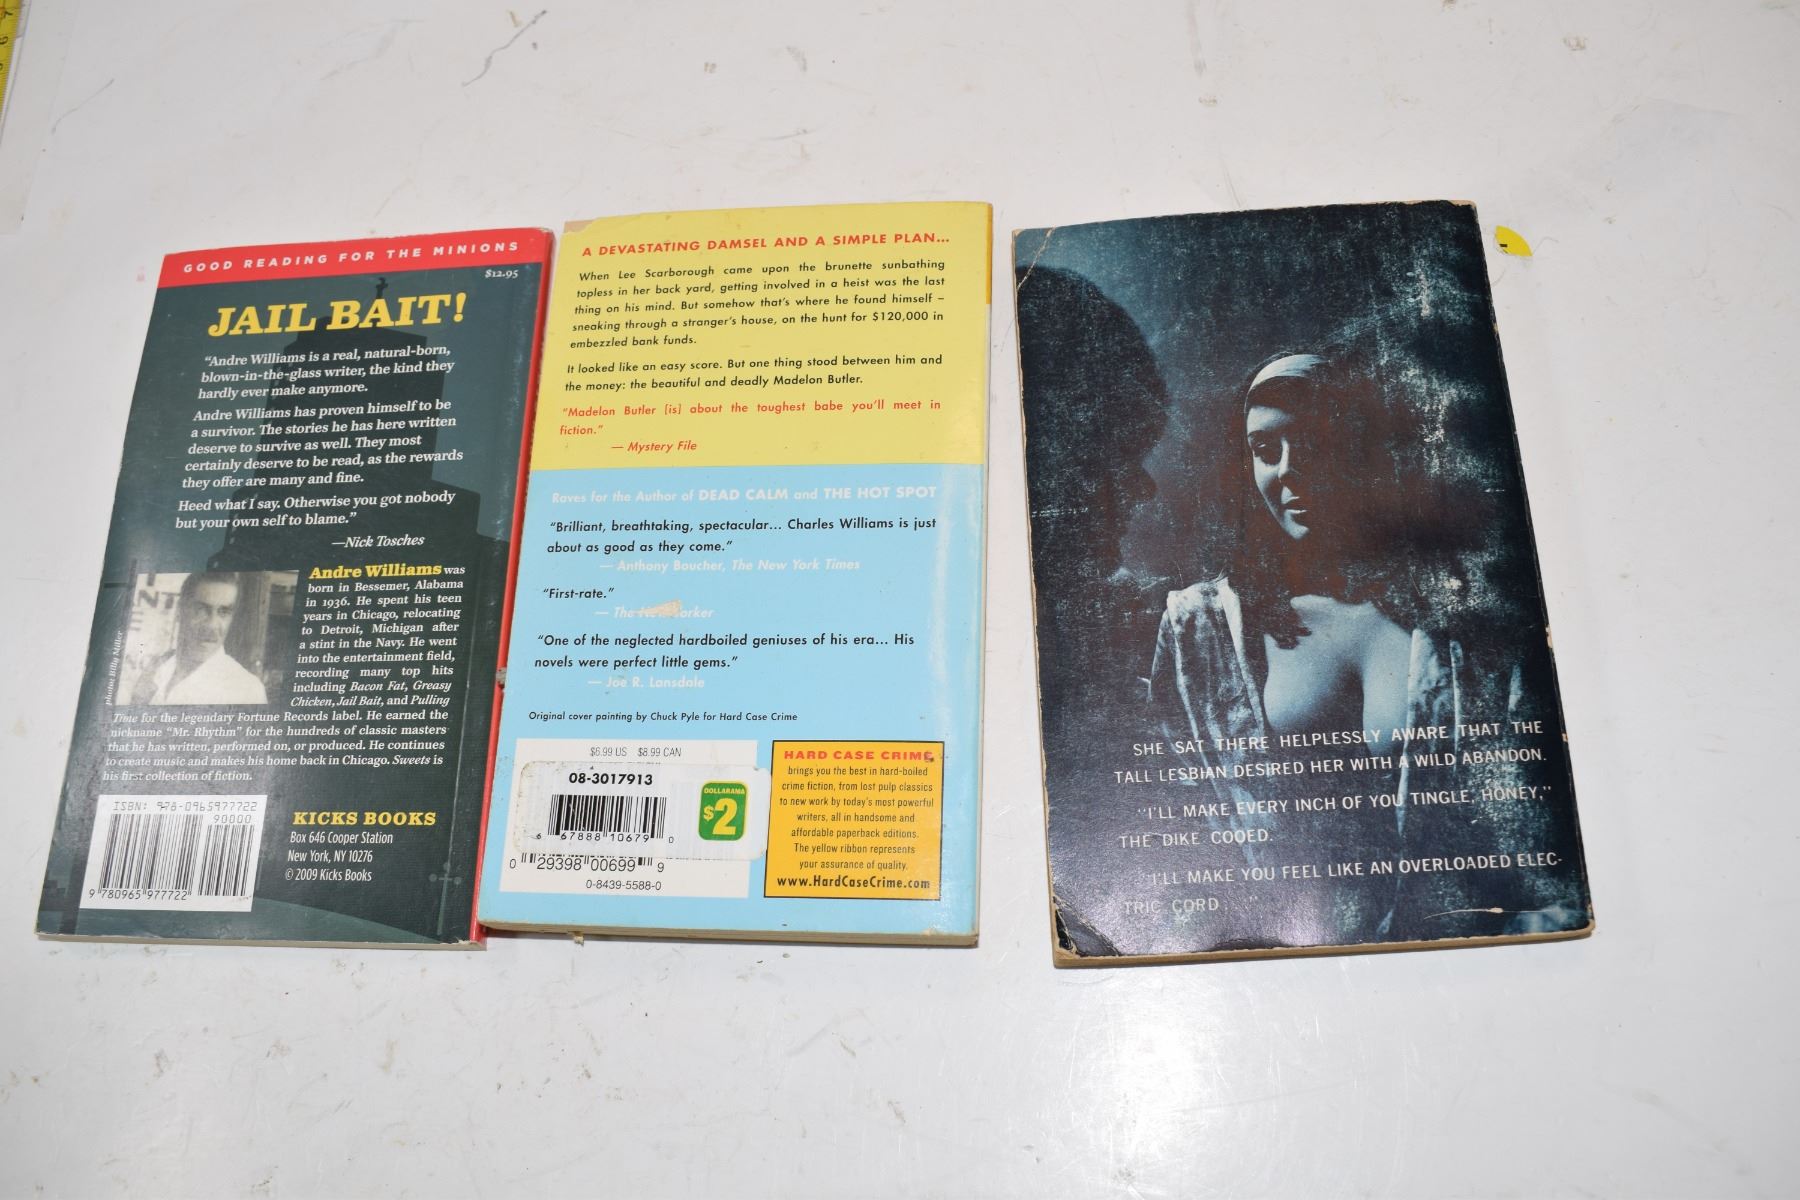 GOOD READING FOR THE MINIONS
$12.95
JAIL BAIT!
"Andre Williams is a real, natural-born,
blown-in-the-glass writer, the kind they
hardly ever make anymore.
Andre Williams has proven himself to be
a survivor. The stories he has here written
deserve to survive as well. They most
certainly deserve to be read, as the rewards
they offer are many and fine.
Heed what I say. Otherwise you got nobody
but your own self to blame."
—Nick Tosches
photo: Billy Miller
Andre Williams was
born in Bessemer, Alabama
in 1936. He spent his teen
years in Chicago, relocating
to Detroit, Michigan after
a stint in the Navy. He went
into the entertainment field,
recording many top hits
including Bacon Fat, Greasy
Chicken, Jail Bait, and Pulling
Time for the legendary Fortune Records label. He earned the
nickname "Mr. Rhythm" for the hundreds of classic masters
that he has written, performed on, or produced. He continues
to create music and makes his home back in Chicago. Sweets is
his first collection of fiction.
ISBN: 978-0965977722
90000
9 780965 977722
KICKS BOOKS
Box 646 Cooper Station
New York, NY 10276
© 2009 Kicks Books
A DEVASTATING DAMSEL AND A SIMPLE PLAN...
When Lee Scarborough came upon the brunette sunbathing
topless in her back yard, getting involved in a heist was the last
thing on his mind. But somehow that's where he found himself –
sneaking through a stranger's house, on the hunt for $120,000 in
embezzled bank funds.
It looked like an easy score. But one thing stood between him and
the money: the beautiful and deadly Madelon Butler.
"Madelon Butler [is] about the toughest babe you'll meet in
fiction."
— Mystery File
Raves for the Author of DEAD CALM and THE HOT SPOT
"Brilliant, breathtaking, spectacular... Charles Williams is just
about as good as they come."
— Anthony Boucher, The New York Times
"First-rate."
— The New Yorker
"One of the neglected hardboiled geniuses of his era... His
novels were perfect little gems."
— Joe R. Lansdale
Original cover painting by Chuck Pyle for Hard Case Crime
$6.99 US $8.99 CAN
08-3017913
6 67888 10679 0
DOLLARAMA
$2
0 29398 00699 9
0-8439-5588-0
HARD CASE CRIME
brings you the best in hard-boiled
crime fiction, from lost pulp classics
to new work by today's most powerful
writers, all in handsome and
affordable paperback editions.
The yellow ribbon represents
your assurance of quality.
www.HardCaseCrime.com
SHE SAT THERE HELPLESSLY AWARE THAT THE
TALL LESBIAN DESIRED HER WITH A WILD ABANDON.
"I'LL MAKE EVERY INCH OF YOU TINGLE, HONEY,"
THE DIKE COOED.
"I'LL MAKE YOU FEEL LIKE AN OVERLOADED ELEC-
TRIC CORD . . ."